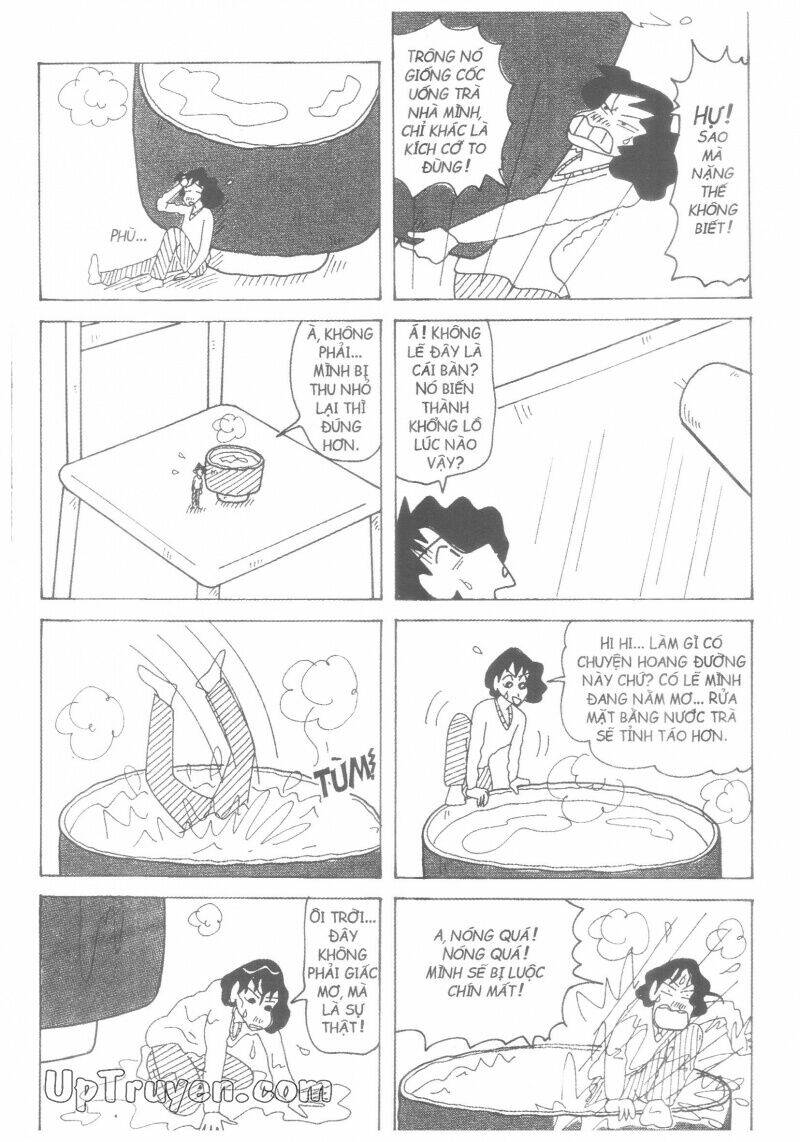 TRÔNG NÓ
GIỐNG CỐC
UỐNG TRÀ
NHÀ MÌNH,
CHỈ KHÁC LÀ
KÍCH CỠ TO
ĐÙNG!
HỰ!
SAO
MÀ
NẶNG
THẾ
KHÔNG
BIẾT!
PHÙ...
Á! KHÔNG
LẼ ĐÂY LÀ
CÁI BÀN?
NÓ BIẾN
THÀNH
KHỔNG LỒ
LÚC NÀO
VẬY?
À, KHÔNG
PHẢI...
MÌNH BỊ
THU NHỎ
LẠI THÌ
ĐÚNG
HƠN.
HI HI... LÀM GÌ CÓ
CHUYỆN HOANG ĐƯỜNG
NÀY CHỨ? CÓ LẼ MÌNH
ĐANG NẰM MƠ... RỬA
MẶT BẰNG NƯỚC TRÀ
SẼ TỈNH TÁO HƠN.
TÙM!
A, NÓNG QUÁ!
NÓNG QUÁ!
MÌNH SẼ BỊ LUỘC
CHÍN MẤT!
ÔI TRỜI...
ĐÂY
KHÔNG
PHẢI GIẤC
MƠ, MÀ
LÀ SỰ
THẬT!
UpTruyen.com